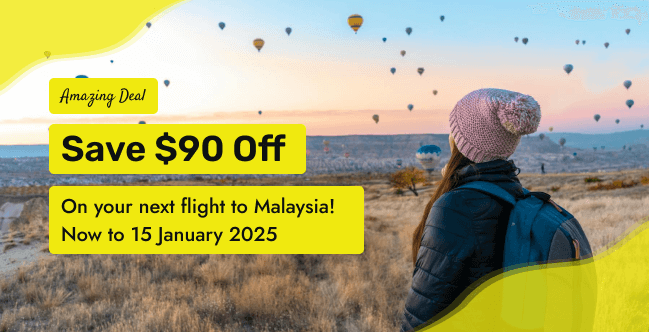 Amazing Deal
Save $90 Off
On your next flight to Malaysia!
Now to 15 January 2025